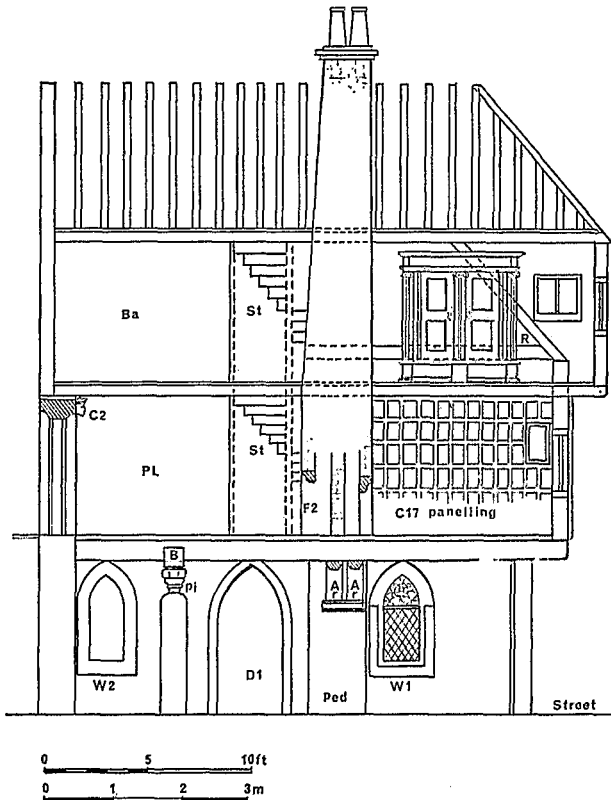 Ba
St
R
C2
PL
St
F2
C17 panelling
B
pi
A
A
r
r
W2
D1
Ped
W1
Street
0 5 10ft
0 1 2 3m